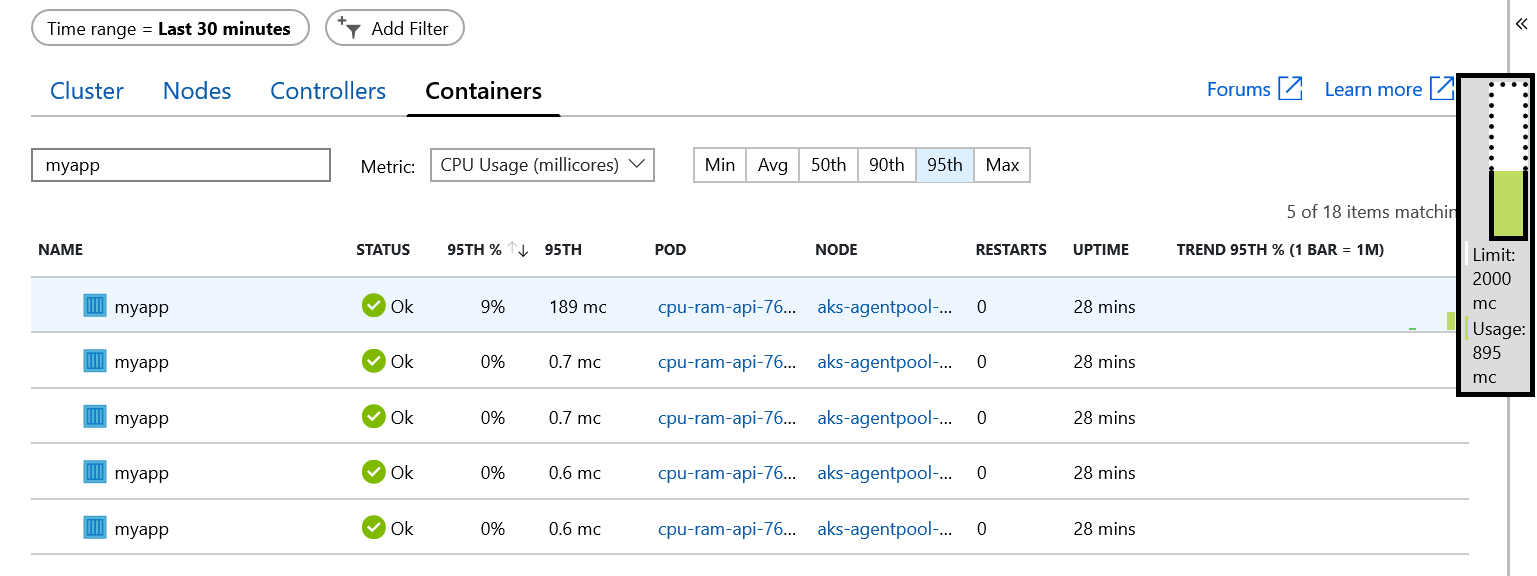 Time range = Last 30 minutes Add Filter «
Cluster Nodes Controllers Containers Forums Learn more
myapp Metric: CPU Usage (millicores) Min Avg 50th 90th 95th Max
5 of 18 items matchin
NAME STATUS 95TH % ↑↓ 95TH POD NODE RESTARTS UPTIME TREND 95TH % (1 BAR = 1M)
myapp Ok 9% 189 mc cpu-ram-api-76... aks-agentpool-... 0 28 mins
myapp Ok 0% 0.7 mc cpu-ram-api-76... aks-agentpool-... 0 28 mins
myapp Ok 0% 0.7 mc cpu-ram-api-76... aks-agentpool-... 0 28 mins
myapp Ok 0% 0.6 mc cpu-ram-api-76... aks-agentpool-... 0 28 mins
myapp Ok 0% 0.6 mc cpu-ram-api-76... aks-agentpool-... 0 28 mins
Limit:
2000
mc
Usage:
895
mc